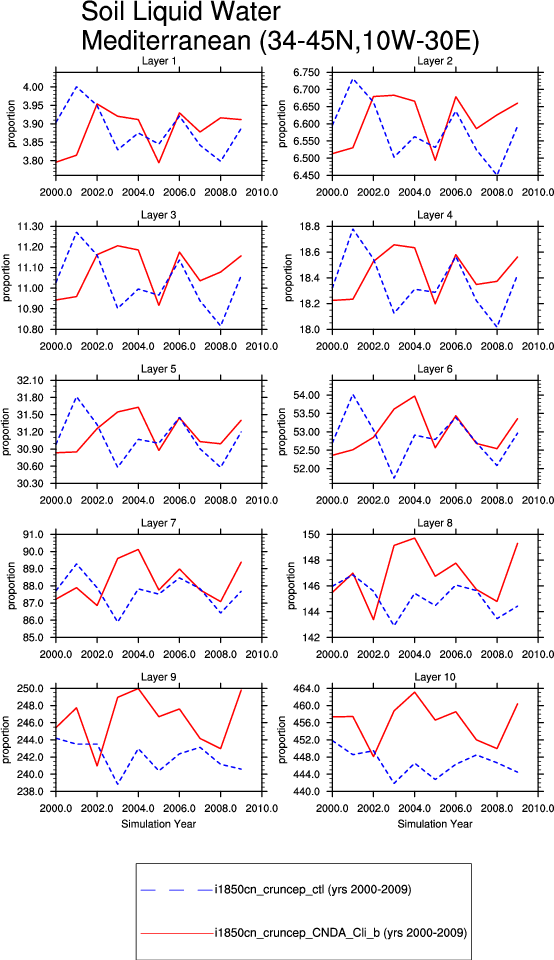 Soil Liquid Water
Mediterranean (34-45N,10W-30E)
Layer 1
Layer 2
proportion
4.00
3.95
3.90
3.85
3.80
2000.0 2002.0 2004.0 2006.0 2008.0 2010.0
proportion
6.750
6.700
6.650
6.600
6.550
6.500
6.450
2000.0 2002.0 2004.0 2006.0 2008.0 2010.0
Layer 3
Layer 4
proportion
11.30
11.20
11.10
11.00
10.90
10.80
2000.0 2002.0 2004.0 2006.0 2008.0 2010.0
proportion
18.8
18.6
18.4
18.2
18.0
2000.0 2002.0 2004.0 2006.0 2008.0 2010.0
Layer 5
Layer 6
proportion
32.10
31.80
31.50
31.20
30.90
30.60
30.30
2000.0 2002.0 2004.0 2006.0 2008.0 2010.0
proportion
54.00
53.50
53.00
52.50
52.00
2000.0 2002.0 2004.0 2006.0 2008.0 2010.0
Layer 7
Layer 8
proportion
91.0
90.0
89.0
88.0
87.0
86.0
85.0
2000.0 2002.0 2004.0 2006.0 2008.0 2010.0
proportion
150
148
146
144
142
2000.0 2002.0 2004.0 2006.0 2008.0 2010.0
Layer 9
Layer 10
proportion
250.0
248.0
246.0
244.0
242.0
240.0
238.0
2000.0 2002.0 2004.0 2006.0 2008.0 2010.0
Simulation Year
proportion
464.0
460.0
456.0
452.0
448.0
444.0
440.0
2000.0 2002.0 2004.0 2006.0 2008.0 2010.0
Simulation Year
i1850cn_cruncep_ctl (yrs 2000-2009)
i1850cn_cruncep_CNDA_Cli_b (yrs 2000-2009)